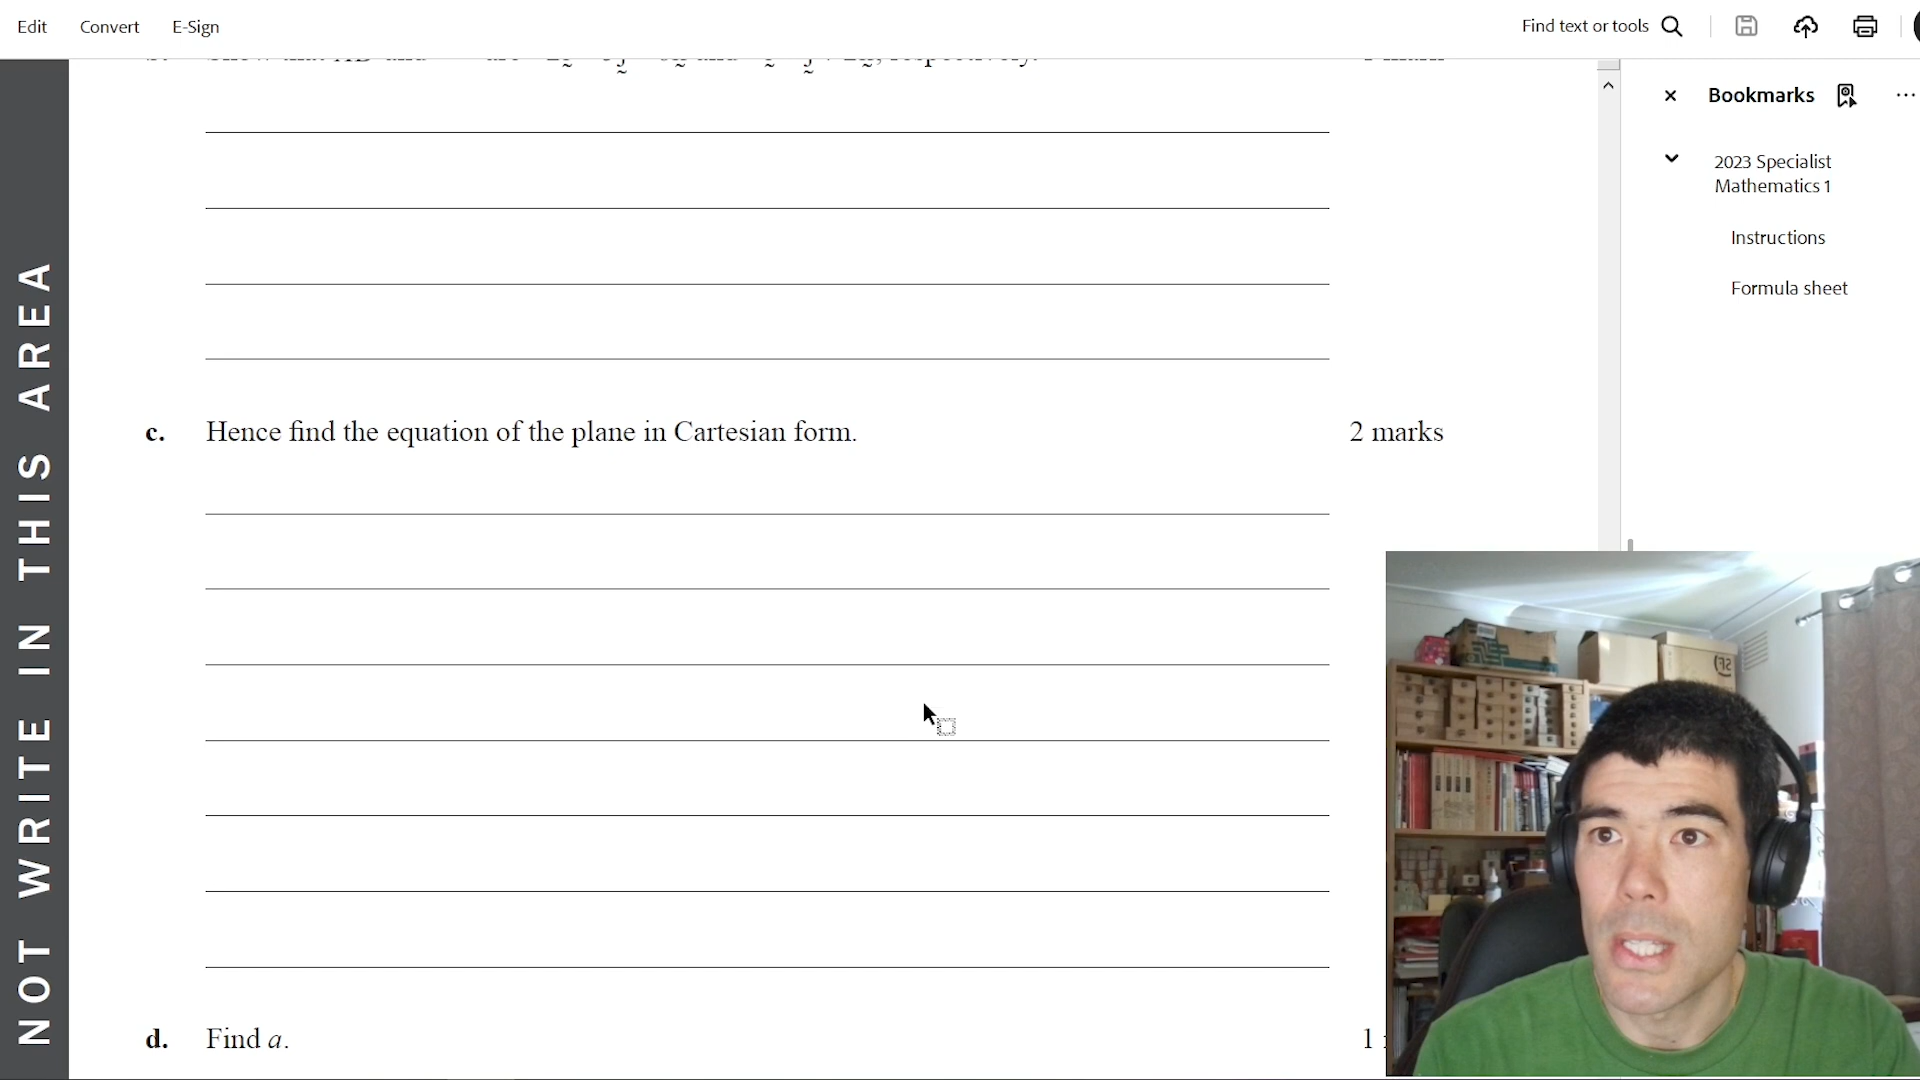 Edit Convert E-Sign
Find text or tools
Bookmarks
2023 Specialist
Mathematics 1
Instructions
Formula sheet
c. Hence find the equation of the plane in Cartesian form. 2 marks
d. Find a. 1
NOT WRITE IN THIS AREA